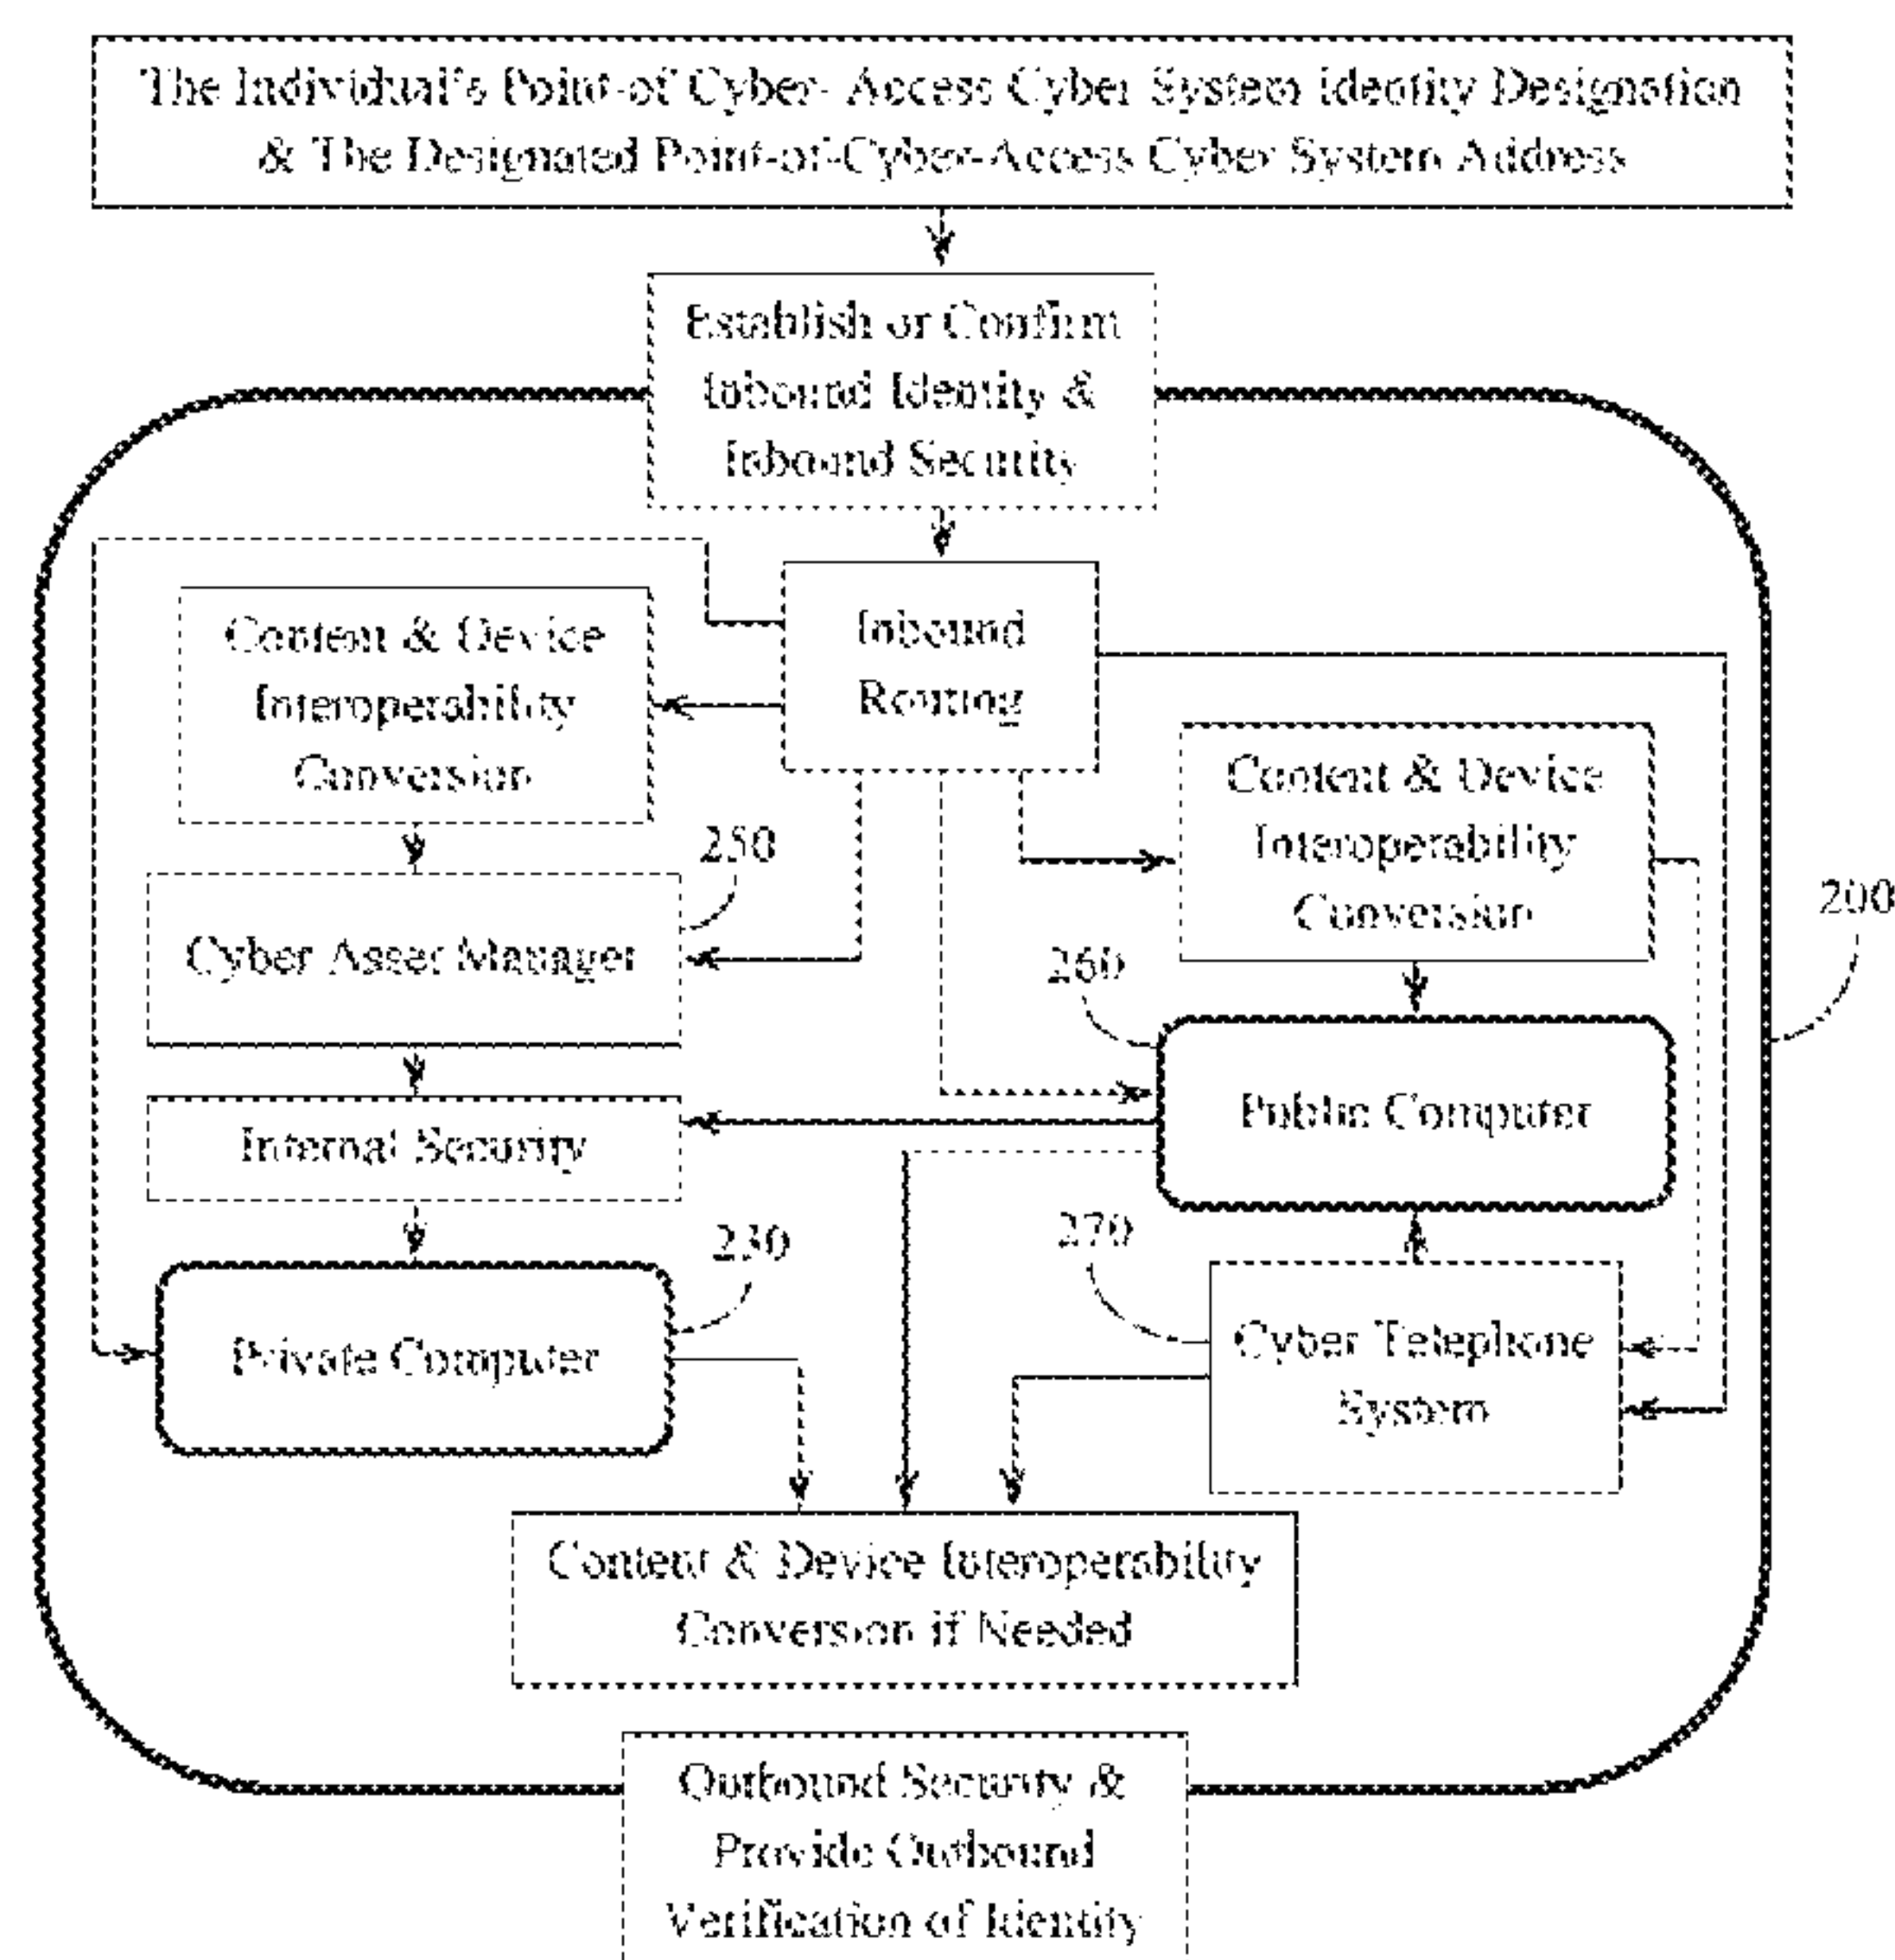 The Individual's Point-of Cyber- Access Cyber System Identity Designation
& The Designated Point-of-Cyber-Access Cyber System Address
Establish or Confirm
Inbound Identity &
Inbound Security
Inbound
Routing
Content & Device
Interoperability
Conversion
250
Cyber Asset Manager
Internal Security
230
Private Computer
Content & Device
Interoperability
Conversion
200
260
Public Computer
270
Cyber Telephone
System
Content & Device Interoperability
Conversion if Needed
Outbound Security &
Provide Outbound
Verification of Identity